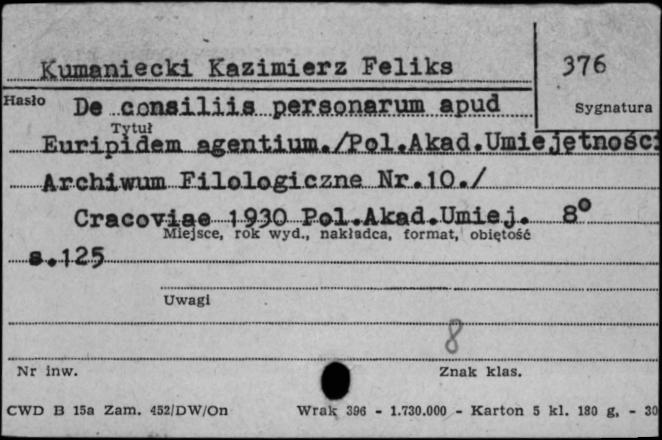 Kumaniecki Kazimierz Feliks 376
Hasło De consiliis personarum apud Sygnatura
Tytuł
Euripidem agentium./Pol.Akad.Umiejętności
Archiwum Filologiczne Nr.10./
Cracoviae 1930 Pol.Akad.Umiej. 8°
Miejsce, rok wyd., nakładca, format, objętość
s.125
Uwagi
8
Nr inw. Znak klas.
CWD B 15a Zam. 452/DW/On Wrak 396 - 1.730.000 - Karton 5 kl. 180 g, - 30